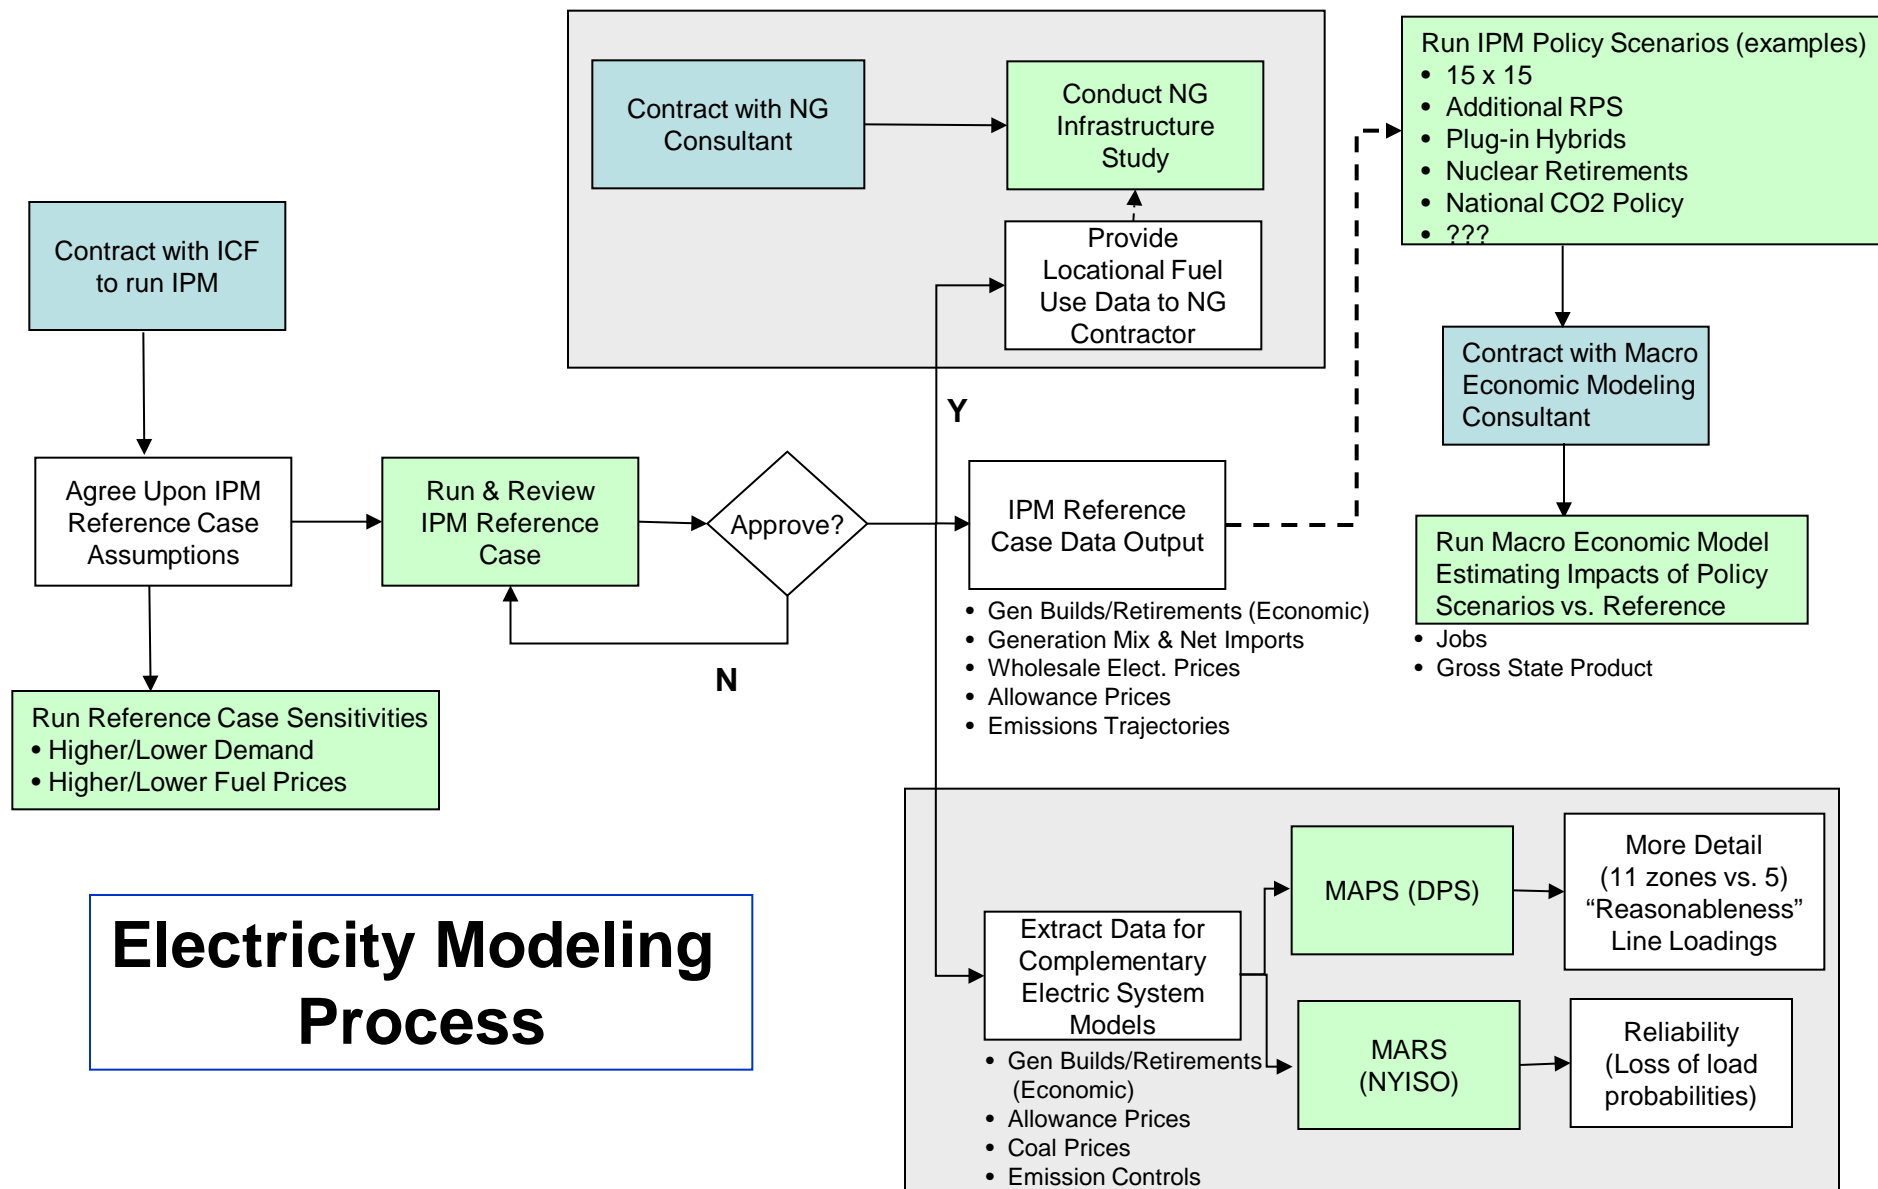 Contract with NG
Consultant
Conduct NG
Infrastructure
Study
Provide
Locational Fuel
Use Data to NG
Contractor
Run IPM Policy Scenarios (examples)
• 15 x 15
• Additional RPS
• Plug-in Hybrids
• Nuclear Retirements
• National CO2 Policy
• ???
Contract with ICF
to run IPM
Contract with Macro
Economic Modeling
Consultant
Y
Agree Upon IPM
Reference Case
Assumptions
Run & Review
IPM Reference
Case
Approve?
IPM Reference
Case Data Output
Run Macro Economic Model
Estimating Impacts of Policy
Scenarios vs. Reference
• Jobs
• Gross State Product
N
• Gen Builds/Retirements (Economic)
• Generation Mix & Net Imports
• Wholesale Elect. Prices
• Allowance Prices
• Emissions Trajectories
Run Reference Case Sensitivities
• Higher/Lower Demand
• Higher/Lower Fuel Prices
Electricity Modeling
Process
Extract Data for
Complementary
Electric System
Models
• Gen Builds/Retirements
(Economic)
• Allowance Prices
• Coal Prices
• Emission Controls
MAPS (DPS)
More Detail
(11 zones vs. 5)
“Reasonableness”
Line Loadings
MARS
(NYISO)
Reliability
(Loss of load
probabilities)